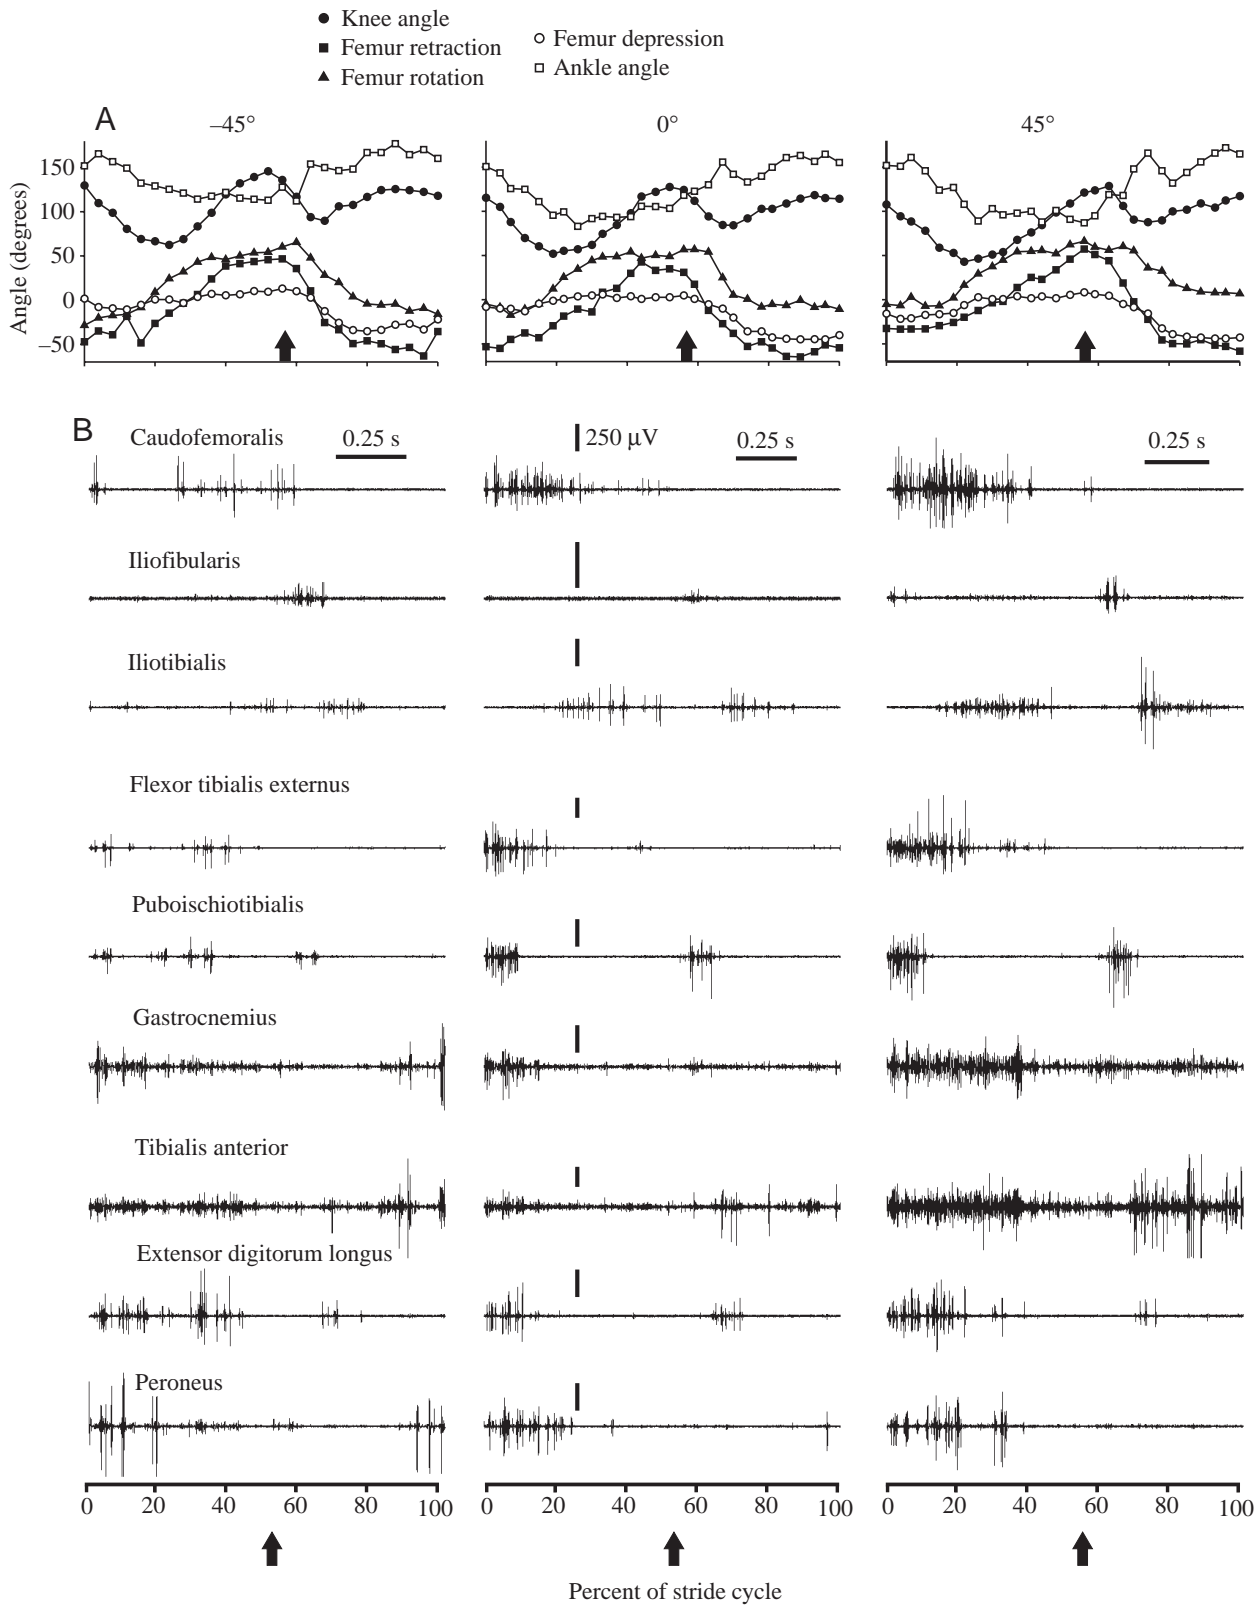 Knee angle
Femur retraction
Femur rotation
Femur depression
Ankle angle
A
–45°
0°
45°
Angle (degrees)
150
100
50
0
–50
B
Caudofemoralis
0.25 s
250 µV
0.25 s
0.25 s
Iliofibularis
Iliotibialis
Flexor tibialis externus
Puboischiotibialis
Gastrocnemius
Tibialis anterior
Extensor digitorum longus
Peroneus
0 20 40 60 80 100
0 20 40 60 80 100
0 20 40 60 80 100
Percent of stride cycle